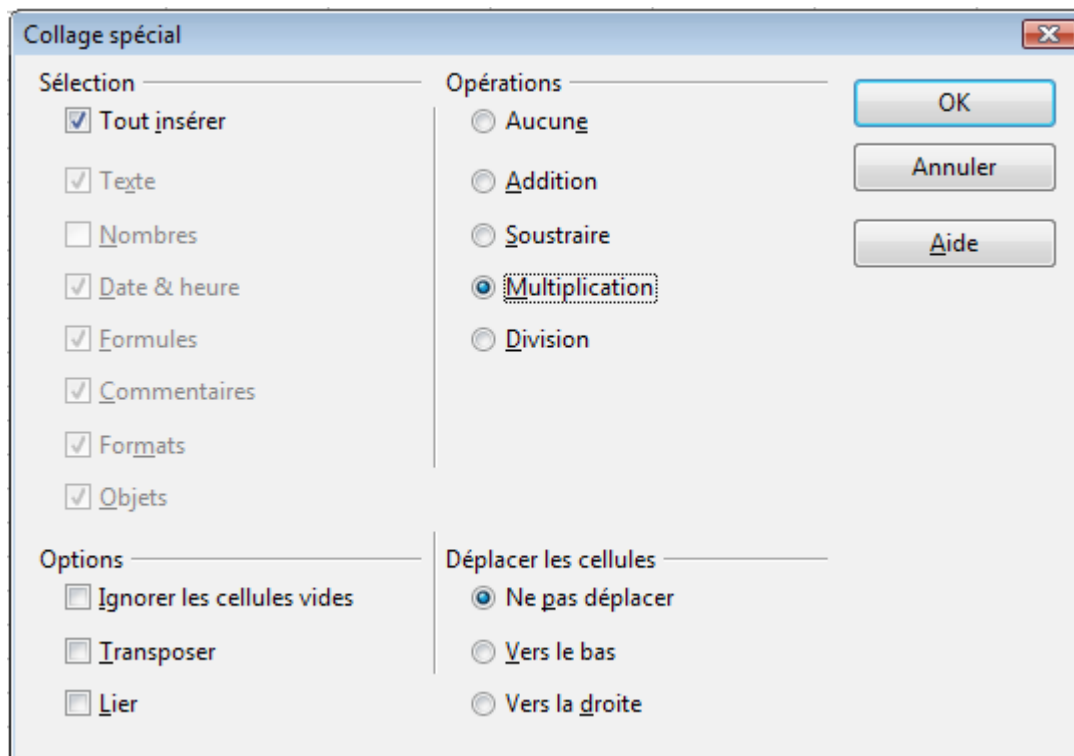 Collage spécial
Sélection
Tout insérer
Texte
Nombres
Date & heure
Formules
Commentaires
Formats
Objets
Opérations
Aucune
Addition
Soustraire
Multiplication
Division
OK
Annuler
Aide
Options
Ignorer les cellules vides
Transposer
Lier
Déplacer les cellules
Ne pas déplacer
Vers le bas
Vers la droite